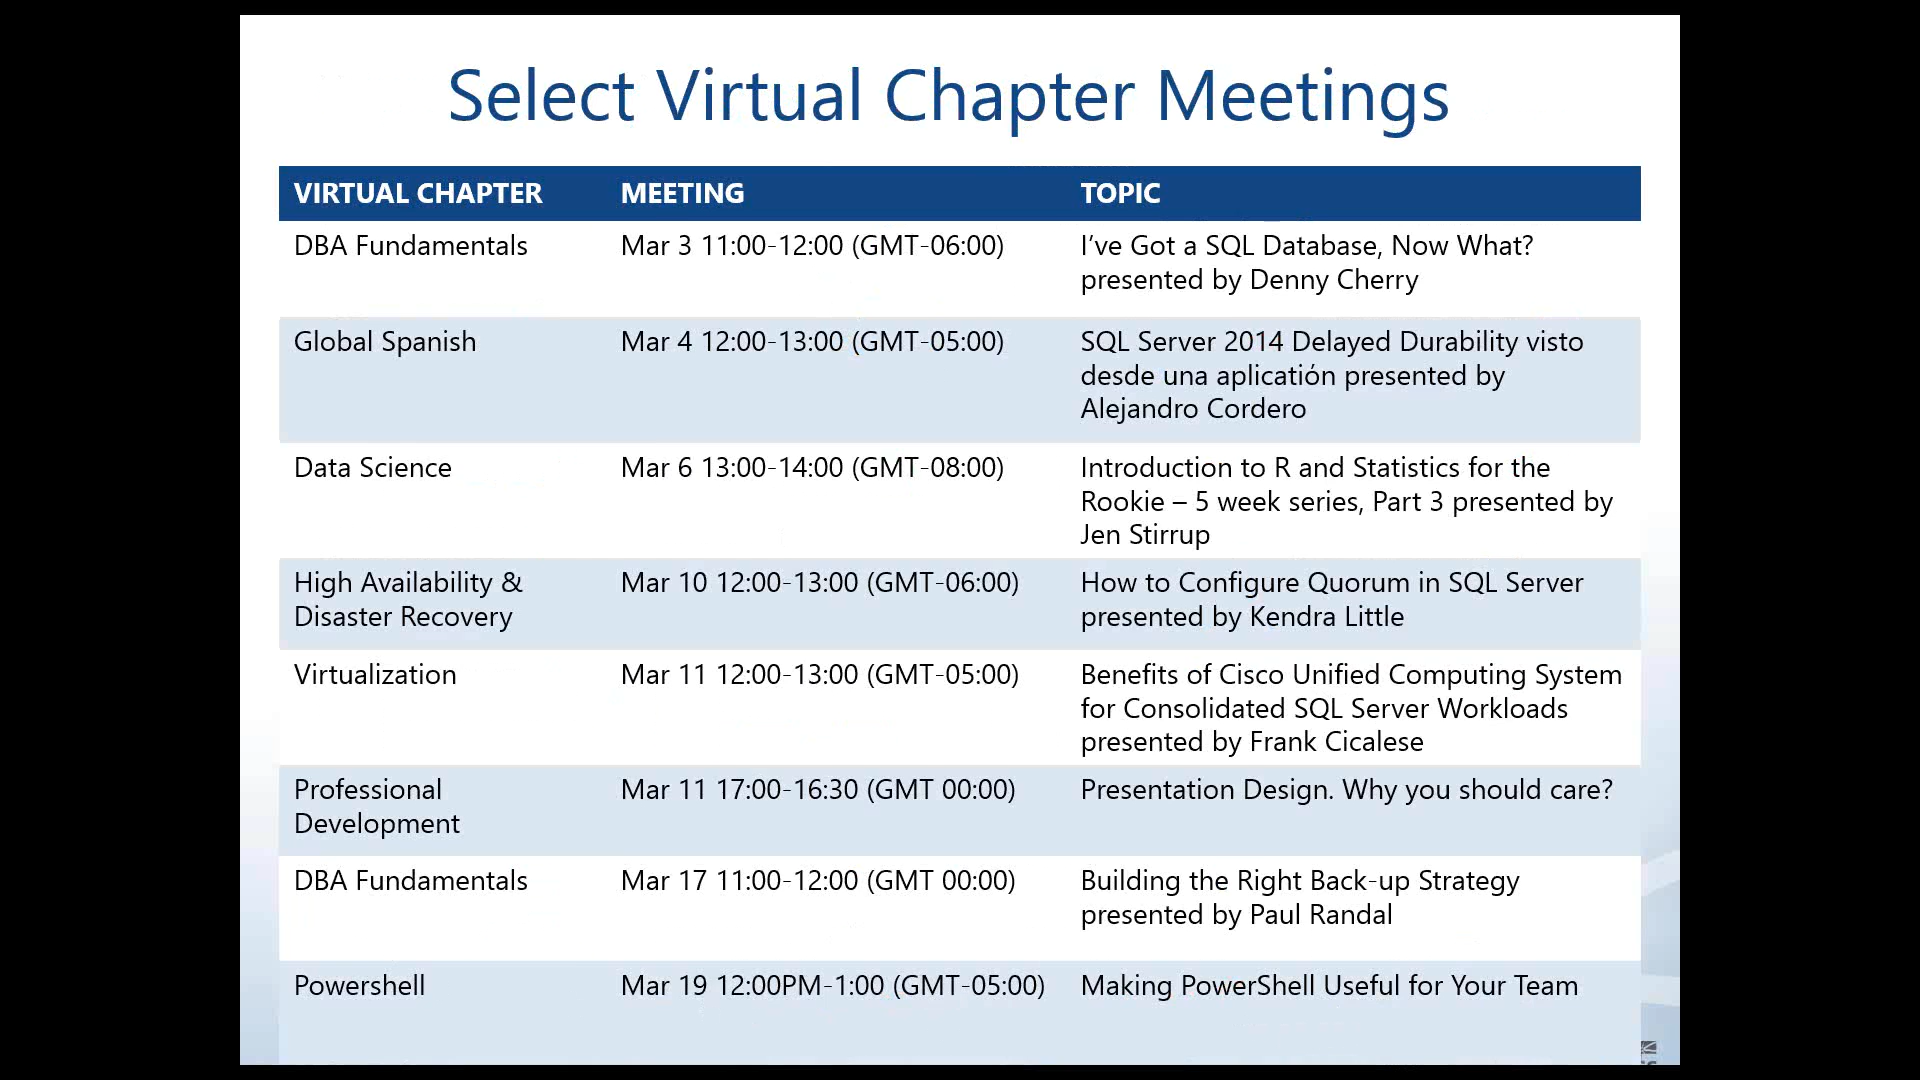 Select Virtual Chapter Meetings
VIRTUAL CHAPTER MEETING TOPIC
DBA Fundamentals Mar 3 11:00-12:00 (GMT-06:00) I’ve Got a SQL Database, Now What?
presented by Denny Cherry
Global Spanish Mar 4 12:00-13:00 (GMT-05:00) SQL Server 2014 Delayed Durability visto
desde una aplicatión presented by
Alejandro Cordero
Data Science Mar 6 13:00-14:00 (GMT-08:00) Introduction to R and Statistics for the
Rookie – 5 week series, Part 3 presented by
Jen Stirrup
High Availability & Mar 10 12:00-13:00 (GMT-06:00) How to Configure Quorum in SQL Server
Disaster Recovery presented by Kendra Little
Virtualization Mar 11 12:00-13:00 (GMT-05:00) Benefits of Cisco Unified Computing System
for Consolidated SQL Server Workloads
presented by Frank Cicalese
Professional Mar 11 17:00-16:30 (GMT 00:00) Presentation Design. Why you should care?
Development
DBA Fundamentals Mar 17 11:00-12:00 (GMT 00:00) Building the Right Back-up Strategy
presented by Paul Randal
Powershell Mar 19 12:00PM-1:00 (GMT-05:00) Making PowerShell Useful for Your Team